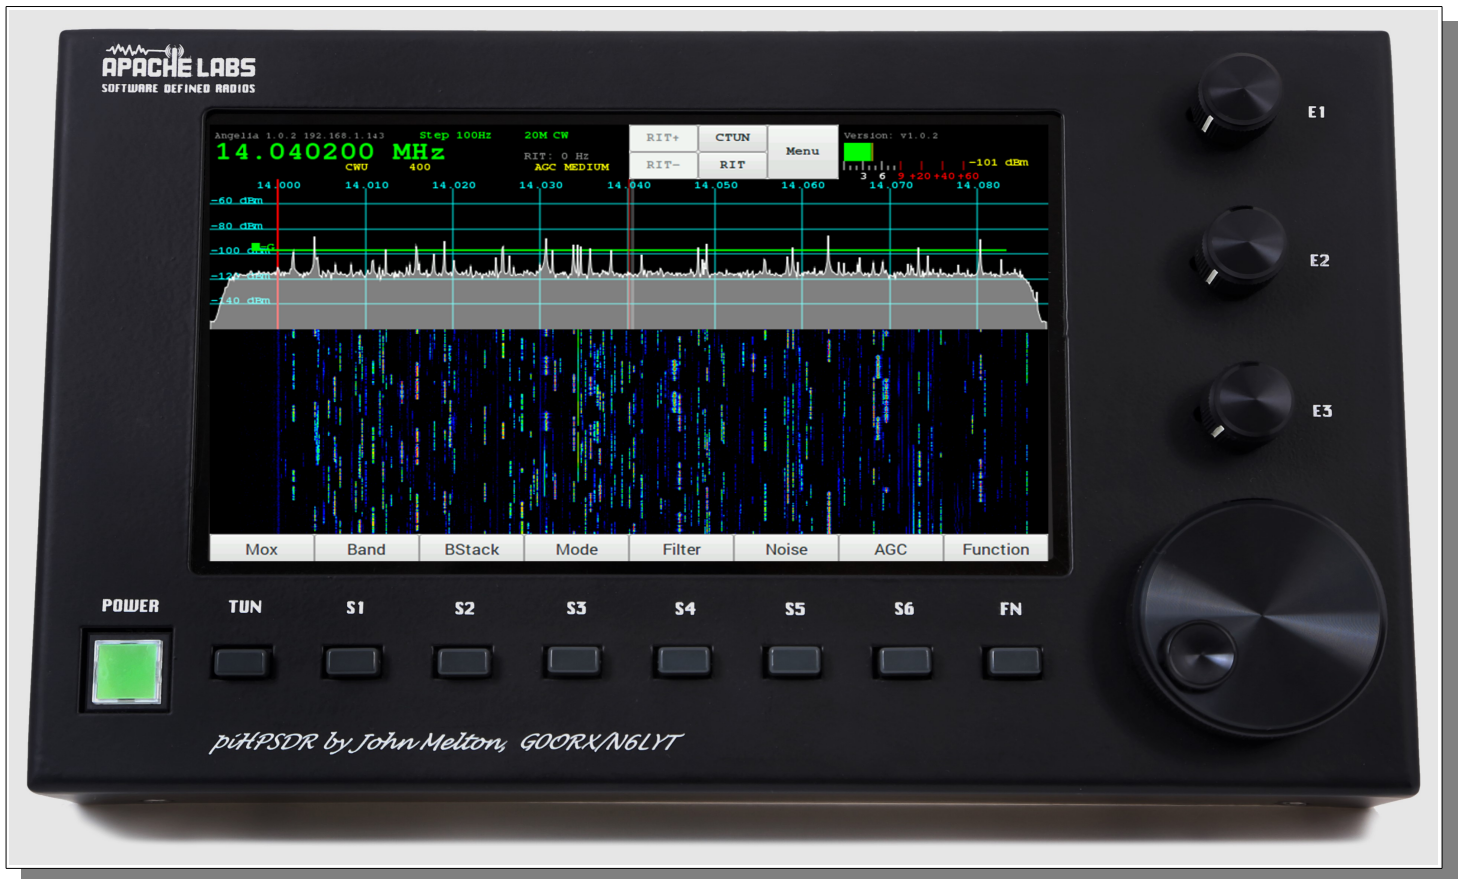 APACHE LABS
SOFTWARE DEFINED RADIOS
Angelia 1.0.2 192.168.1.143
Step 100Hz
20M CW
14.040200 MHz
RIT: 0 Hz
CWU 400
AGC MEDIUM
RIT+ CTUN
Menu
RIT− RIT
Version: v1.0.2
-101 dBm
3 6 9 +20 +40 +60
14.000 14.010 14.020 14.030 14.040 14.050 14.060 14.070 14.080
-60 dBm
-80 dBm
-G
-100 dBm
-120 dBm
-140 dBm
Mox Band BStack Mode Filter Noise AGC Function
E1
E2
E3
POWER TUN S1 S2 S3 S4 S5 S6 FN
piHPSDR by John Melton, G0ORX/N6LYT